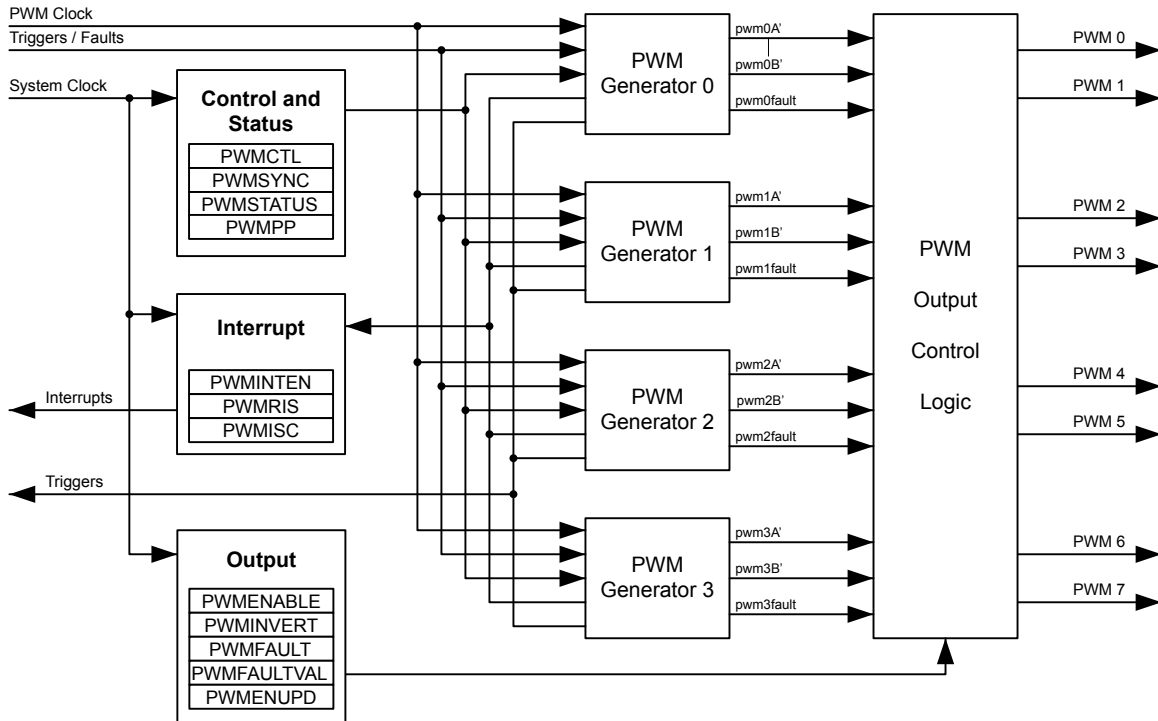 PWM Clock
Triggers / Faults
System Clock
Control and
Status
PWMCTL
PWMSYNC
PWMSTATUS
PWMPP
Interrupt
PWMINTEN
PWMRIS
PWMISC
Interrupts
Triggers
Output
PWMENABLE
PWMINVERT
PWMFAULT
PWMFAULTVAL
PWMENUPD
PWM
Generator 0
pwm0A’
pwm0B’
pwm0fault
PWM
Generator 1
pwm1A’
pwm1B’
pwm1fault
PWM
Generator 2
pwm2A’
pwm2B’
pwm2fault
PWM
Generator 3
pwm3A’
pwm3B’
pwm3fault
PWM
Output
Control
Logic
PWM 0
PWM 1
PWM 2
PWM 3
PWM 4
PWM 5
PWM 6
PWM 7